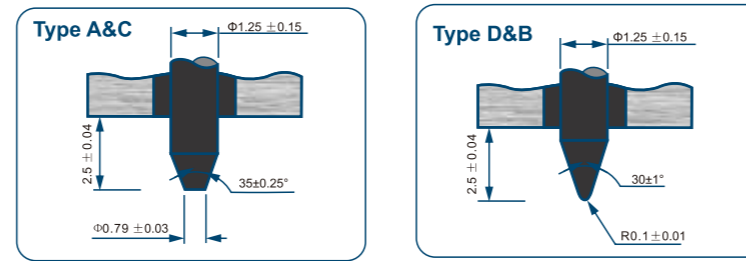 Type A&C
Φ1.25 ±0.15
2.5 ± 0.04
35±0.25°
Φ0.79 ±0.03
Type D&B
Φ1.25 ±0.15
2.5 ± 0.04
30±1°
R0.1±0.01